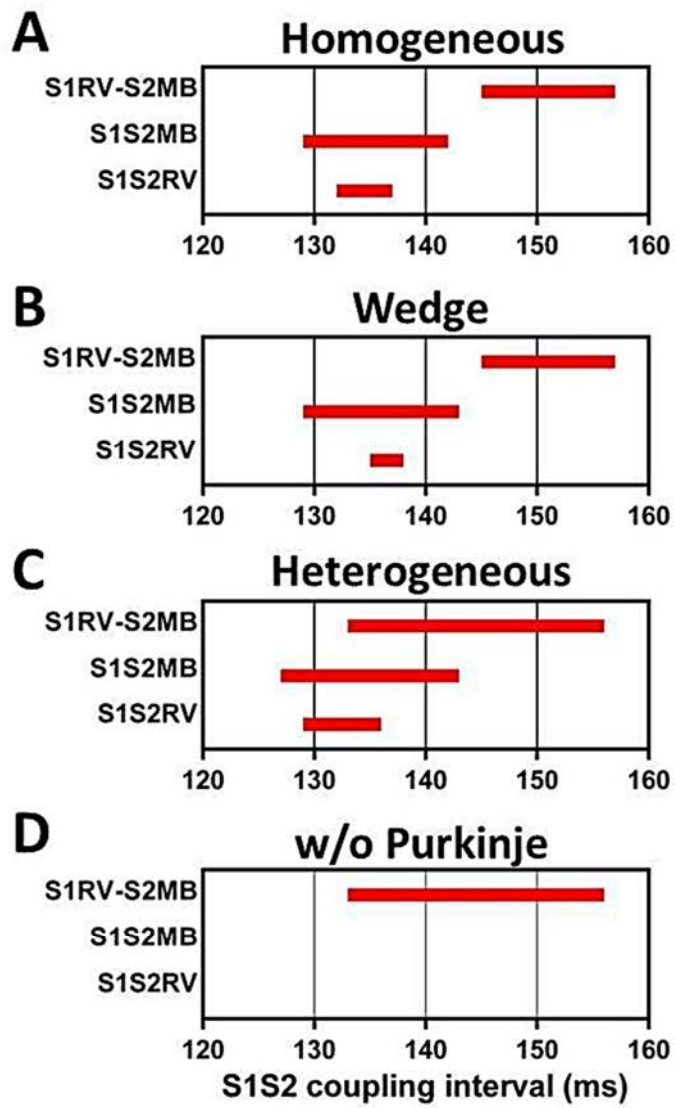 A
Homogeneous
S1RV-S2MB
S1S2MB
S1S2RV
120 130 140 150 160
B
Wedge
S1RV-S2MB
S1S2MB
S1S2RV
120 130 140 150 160
C
Heterogeneous
S1RV-S2MB
S1S2MB
S1S2RV
120 130 140 150 160
D
w/o Purkinje
S1RV-S2MB
S1S2MB
S1S2RV
120 130 140 150 160
S1S2 coupling interval (ms)